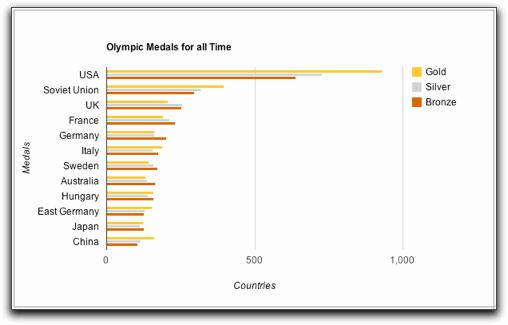 Olympic Medals for all Time
USA
Soviet Union
UK
France
Germany
Italy
Sweden
Australia
Hungary
East Germany
Japan
China
Medals
0
500
1,000
Countries
Gold
Silver
Bronze